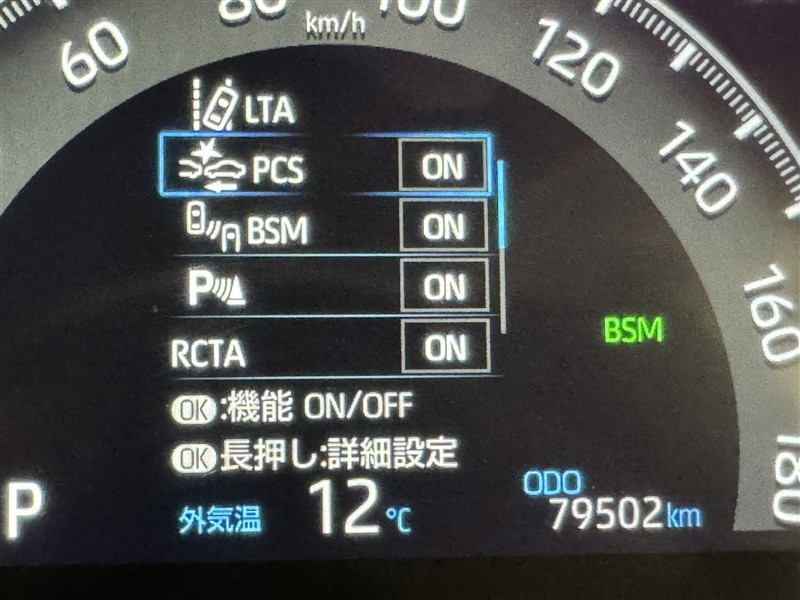 60 80 km/h 100 120
140
160
180
LTA
PCS ON
BSM ON
P ON
BSM
RCTA ON
OK:機能 ON/OFF
OK長押し:詳細設定
P
外気温 12℃
ODO
79502km